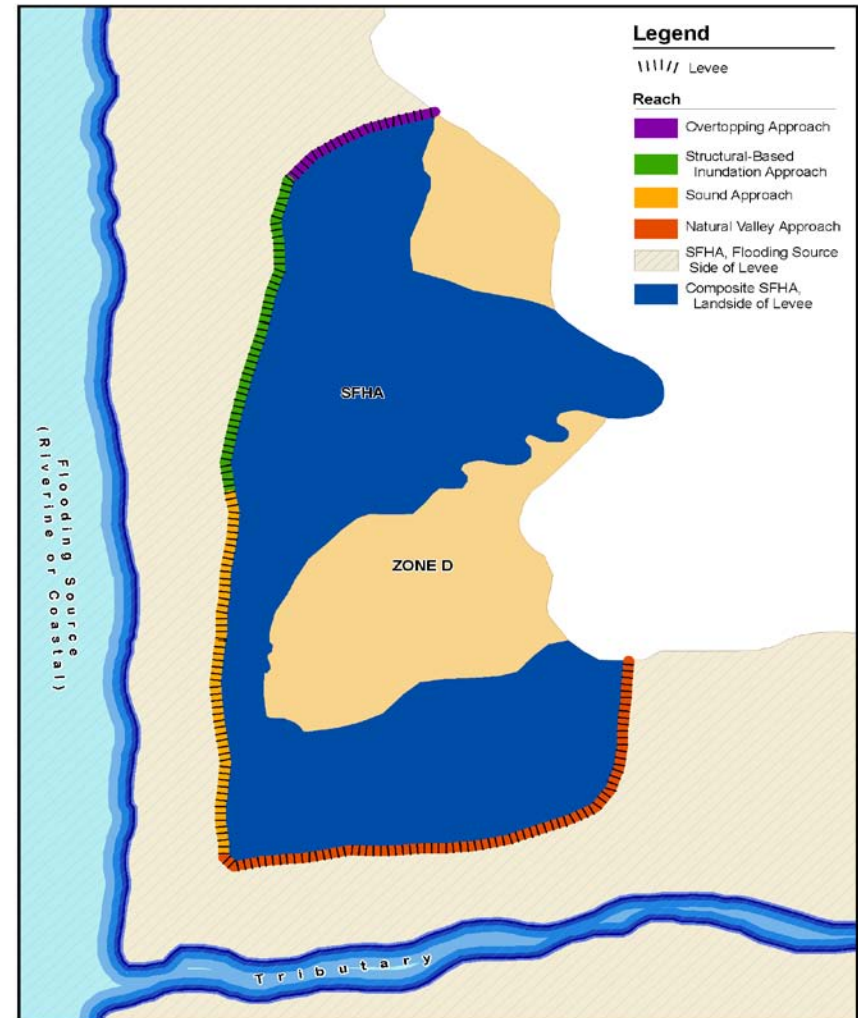 Legend
Levee
Reach
Overtopping Approach
Structural-Based
Inundation Approach
Sound Approach
Natural Valley Approach
SFHA, Flooding Source
Side of Levee
Composite SFHA,
Landside of Levee
SFHA
ZONE D
Flooding Source
(Riverine or Coastal)
Tributary